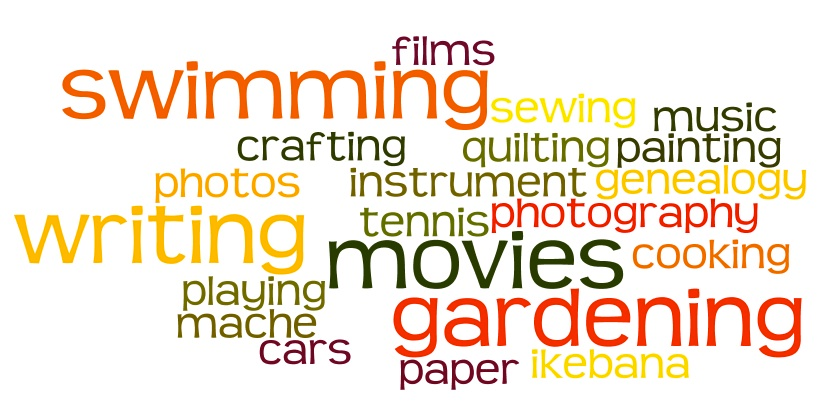 films
swimming
sewing
music
crafting
quilting
painting
photos
instrument
genealogy
writing
tennis
photography
movies
cooking
playing
gardening
mache
cars
paper
ikebana